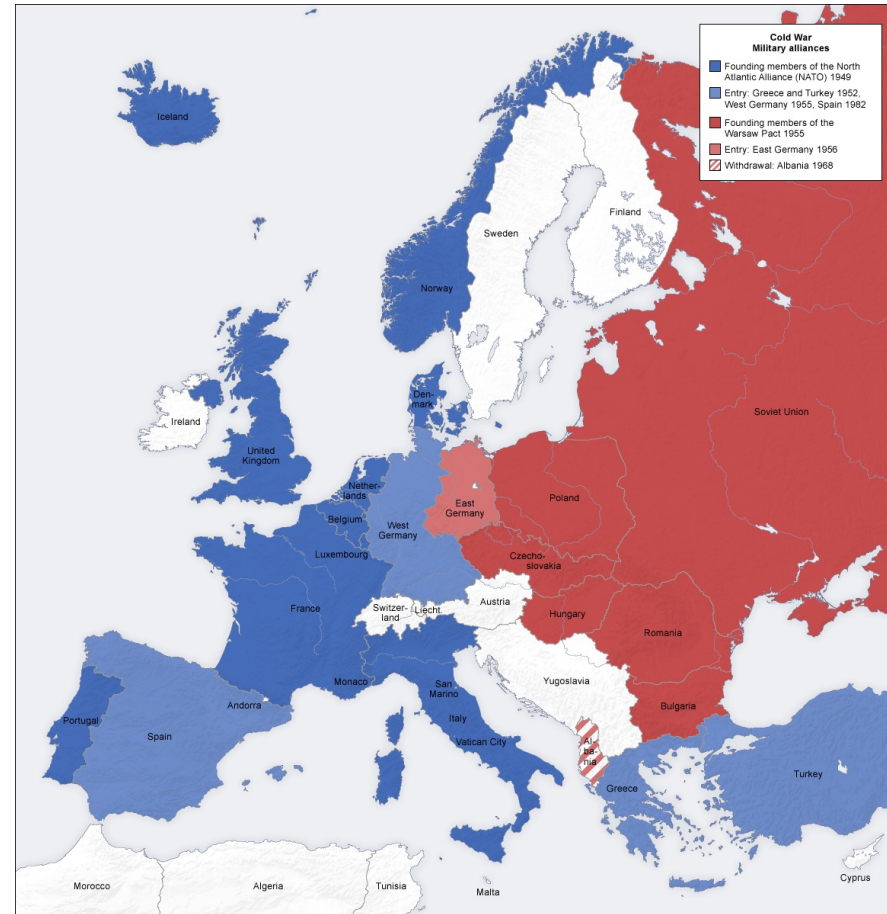 Cold War
Military alliances
Founding members of the North
Atlantic Alliance (NATO) 1949
Entry: Greece and Turkey 1952,
West Germany 1955, Spain 1982
Founding members of the
Warsaw Pact 1955
Entry: East Germany 1956
Withdrawal: Albania 1968
Iceland
Finland
Sweden
Norway
Den-
mark
Soviet Union
Ireland
United
Kingdom
Nether-
lands
Belgium
Luxembourg
West
Germany
East
Germany
Poland
Czecho-
slovakia
France
Switzer-
land
Liecht.
Austria
Hungary
Romania
Yugoslavia
Monaco
San
Marino
Italy
Vatican City
Bulgaria
Al-
ba-
nia
Andorra
Portugal
Spain
Greece
Turkey
Morocco
Algeria
Tunisia
Malta
Cyprus